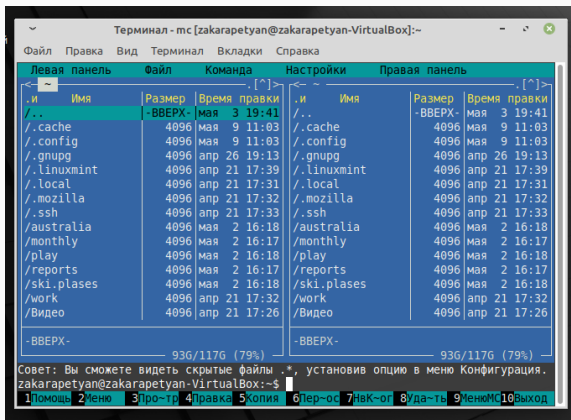 Терминал - mc [zakarapetyan@zakarapetyan-VirtualBox]:~
Файл Правка Вид Терминал Вкладки Справка
Левая панель Файл Команда Настройки Правая панель
<- ~ .[^]> <- ~ .[^]>
.и Имя Размер Время правки .и Имя Размер Время правки
/.. -ВВЕРХ- мая 3 19:41 /.. -ВВЕРХ- мая 3 19:41
/.cache 4096 мая 9 11:03 /.cache 4096 мая 9 11:03
/.config 4096 мая 9 11:03 /.config 4096 мая 9 11:03
/.gnupg 4096 апр 26 19:13 /.gnupg 4096 апр 26 19:13
/.linuxmint 4096 апр 21 17:39 /.linuxmint 4096 апр 21 17:39
/.local 4096 апр 21 17:31 /.local 4096 апр 21 17:31
/.mozilla 4096 апр 21 17:32 /.mozilla 4096 апр 21 17:32
/.ssh 4096 апр 21 17:33 /.ssh 4096 апр 21 17:33
/australia 4096 мая 2 16:18 /australia 4096 мая 2 16:18
/monthly 4096 мая 2 16:17 /monthly 4096 мая 2 16:17
/play 4096 мая 2 16:17 /play 4096 мая 2 16:17
/reports 4096 мая 2 16:17 /reports 4096 мая 2 16:17
/ski.plases 4096 мая 2 16:18 /ski.plases 4096 мая 2 16:18
/work 4096 апр 21 17:32 /work 4096 апр 21 17:32
/Видео 4096 апр 21 17:26 /Видео 4096 апр 21 17:26
-ВВЕРХ- -ВВЕРХ-
93G/117G (79%) 93G/117G (79%)
Совет: Вы сможете видеть скрытые файлы .*, установив опцию в меню Конфигурация.
zakarapetyan@zakarapetyan-VirtualBox:~$
1Помощь 2Меню 3Про~тр 4Правка 5Копия 6Пер~ос 7НвК~ог 8Уда~ть 9МенюМС 10Выход